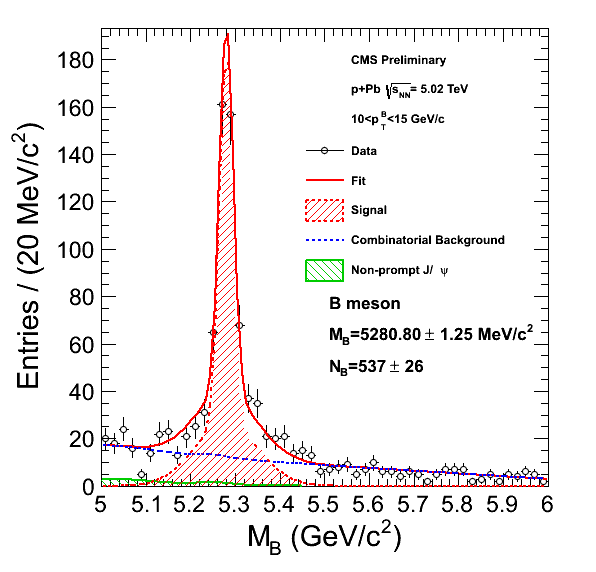 CMS Preliminary
p+Pb √sNN= 5.02 TeV
10<pTB<15 GeV/c
Data
Fit
Signal
Combinatorial Background
Non-prompt J/ ψ
B meson
MB=5280.80 ± 1.25 MeV/c2
NB=537 ± 26
Entries / (20 MeV/c2)
180
160
140
120
100
80
60
40
20
0
5 5.1 5.2 5.3 5.4 5.5 5.6 5.7 5.8 5.9 6
MB (GeV/c2)